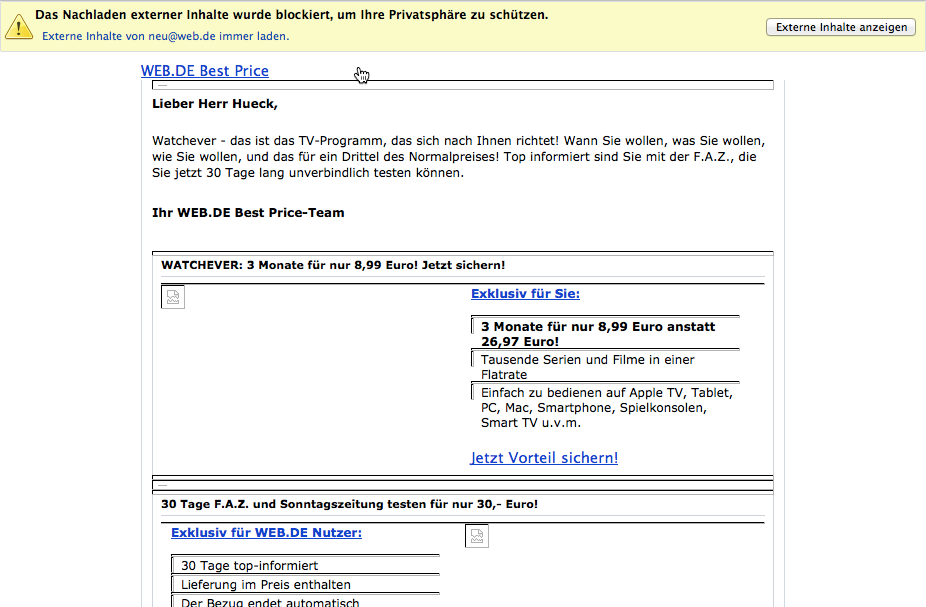 Das Nachladen externer Inhalte wurde blockiert, um Ihre Privatsphäre zu schützen.
Externe Inhalte von neu@web.de immer laden.
Externe Inhalte anzeigen
WEB.DE Best Price
Lieber Herr Hueck,
Watchever - das ist das TV-Programm, das sich nach Ihnen richtet! Wann Sie wollen, was Sie wollen,
wie Sie wollen, und das für ein Drittel des Normalpreises! Top informiert sind Sie mit der F.A.Z., die
Sie jetzt 30 Tage lang unverbindlich testen können.
Ihr WEB.DE Best Price-Team
WATCHEVER: 3 Monate für nur 8,99 Euro! Jetzt sichern!
Exklusiv für Sie:
3 Monate für nur 8,99 Euro anstatt
26,97 Euro!
Tausende Serien und Filme in einer
Flatrate
Einfach zu bedienen auf Apple TV, Tablet,
PC, Mac, Smartphone, Spielkonsolen,
Smart TV u.v.m.
Jetzt Vorteil sichern!
30 Tage F.A.Z. und Sonntagszeitung testen für nur 30,- Euro!
Exklusiv für WEB.DE Nutzer:
30 Tage top-informiert
Lieferung im Preis enthalten
Der Bezug endet automatisch